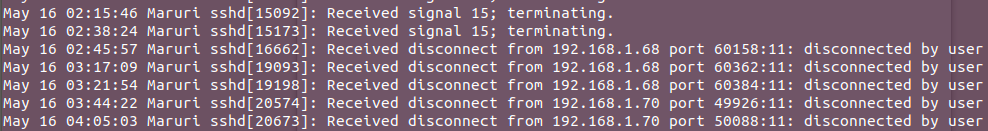 May 16 02:15:46 Maruri sshd[15092]: Received signal 15; terminating.
May 16 02:38:24 Maruri sshd[15173]: Received signal 15; terminating.
May 16 02:45:57 Maruri sshd[16662]: Received disconnect from 192.168.1.68 port 60158:11: disconnected by user
May 16 03:17:09 Maruri sshd[19093]: Received disconnect from 192.168.1.68 port 60362:11: disconnected by user
May 16 03:21:54 Maruri sshd[19198]: Received disconnect from 192.168.1.68 port 60384:11: disconnected by user
May 16 03:44:22 Maruri sshd[20574]: Received disconnect from 192.168.1.70 port 49926:11: disconnected by user
May 16 04:05:03 Maruri sshd[20673]: Received disconnect from 192.168.1.70 port 50088:11: disconnected by user